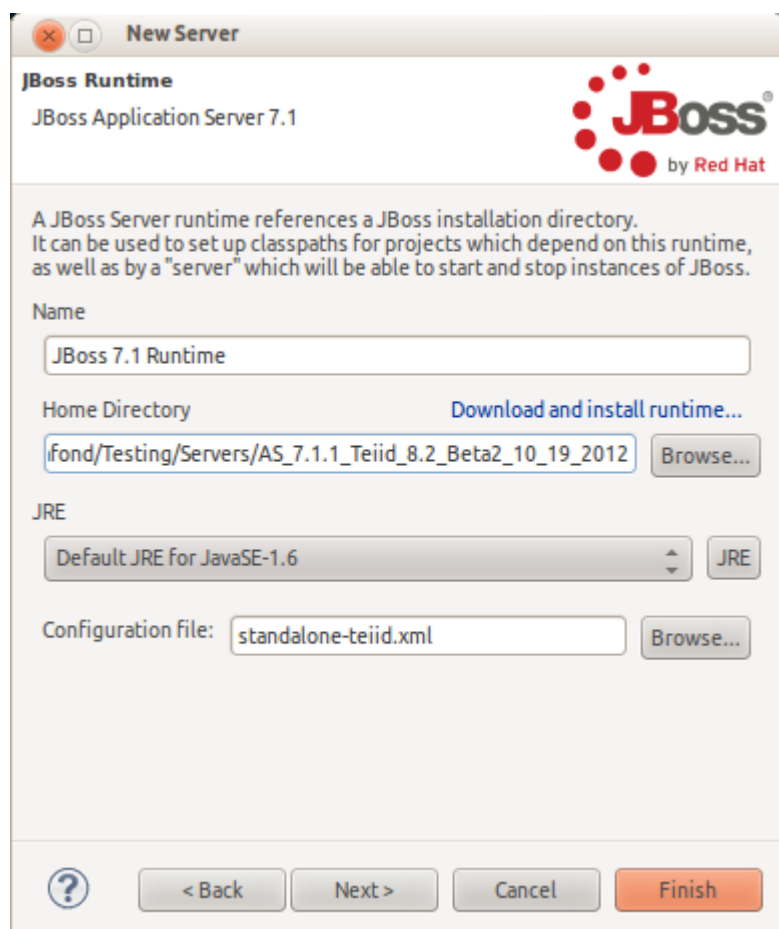 New Server
JBoss Runtime
JBoss Application Server 7.1
JBoss®
by Red Hat
A JBoss Server runtime references a JBoss installation directory.
It can be used to set up classpaths for projects which depend on this runtime,
as well as by a "server" which will be able to start and stop instances of JBoss.
Name
JBoss 7.1 Runtime
Home Directory Download and install runtime...
fond/Testing/Servers/AS_7.1.1_Teiid_8.2_Beta2_10_19_2012 Browse...
JRE
Default JRE for JavaSE-1.6 JRE
Configuration file: standalone-teiid.xml Browse...
? < Back Next > Cancel Finish